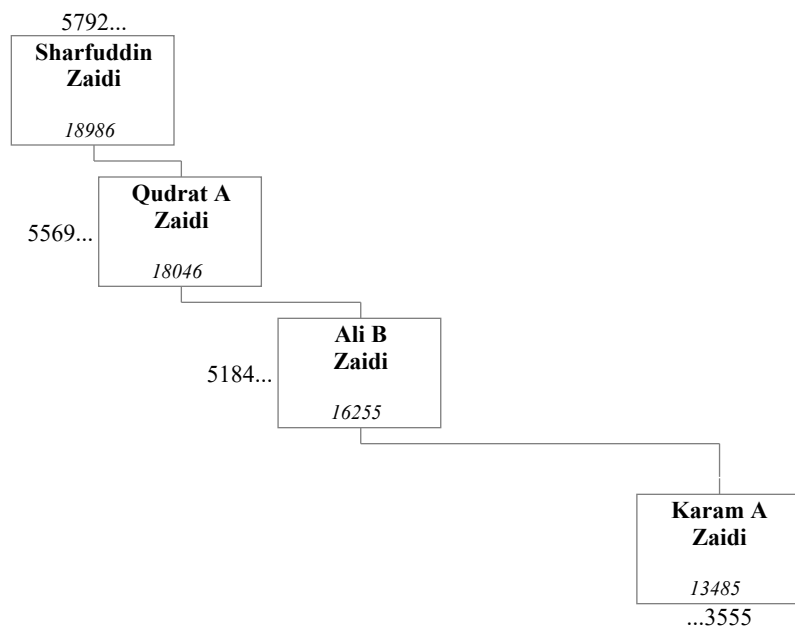 5792...
Sharfuddin
Zaidi
18986
Qudrat A
Zaidi
5569...
18046
Ali B
Zaidi
5184...
16255
Karam A
Zaidi
13485
...3555